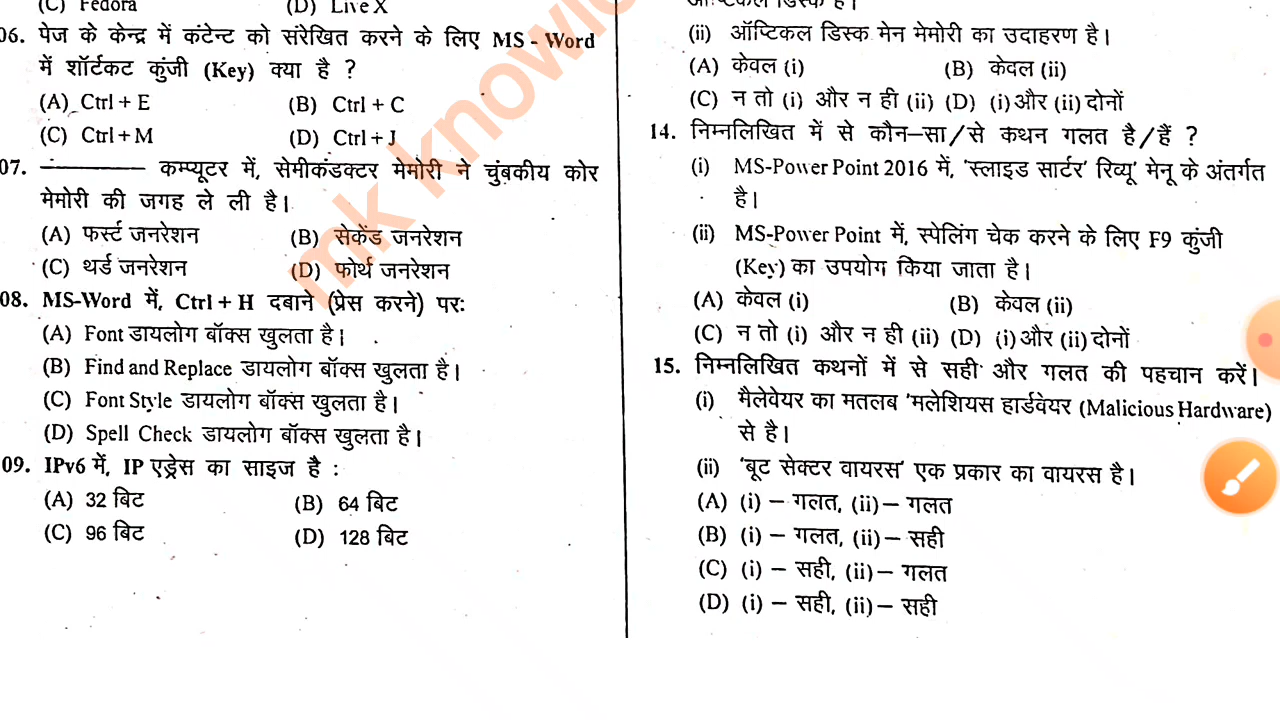 (C) Fedora (D) Live X
06. पेज के केन्द्र में कंटेन्ट को संरेखित करने के लिए MS - Word
में शॉर्टकट कुंजी (Key) क्या है ?
(A) Ctrl + E (B) Ctrl + C
(C) Ctrl + M (D) Ctrl + J
07. ———— कम्प्यूटर में, सेमीकंडक्टर मेमोरी ने चुंबकीय कोर
मेमोरी की जगह ले ली है।
(A) फर्स्ट जनरेशन (B) सेकेंड जनरेशन
(C) थर्ड जनरेशन (D) फोर्थ जनरेशन
08. MS-Word में, Ctrl + H दबाने (प्रेस करने) पर:
(A) Font डायलोग बॉक्स खुलता है।
(B) Find and Replace डायलोग बॉक्स खुलता है।
(C) Font Style डायलोग बॉक्स खुलता है।
(D) Spell Check डायलोग बॉक्स खुलता है।
09. IPv6 में, IP एड्रेस का साइज है :
(A) 32 बिट (B) 64 बिट
(C) 96 बिट (D) 128 बिट
mk knowle
ऑप्टिकल डिस्क है।
(ii) ऑप्टिकल डिस्क मेन मेमोरी का उदाहरण है।
(A) केवल (i) (B) केवल (ii)
(C) न तो (i) और न ही (ii) (D) (i) और (ii) दोनों
14. निम्नलिखित में से कौन-सा/से कथन गलत है/हैं ?
(i) MS-Power Point 2016 में, 'स्लाइड सार्टर' रिव्यू' मेनू के अंतर्गत
है।
(ii) MS-Power Point में, स्पेलिंग चेक करने के लिए F9 कुंजी
(Key) का उपयोग किया जाता है।
(A) केवल (i) (B) केवल (ii)
(C) न तो (i) और न ही (ii) (D) (i) और (ii) दोनों
15. निम्नलिखित कथनों में से सही और गलत की पहचान करें।
(i) मैलेवेयर का मतलब 'मलेशियस हार्डवेयर (Malicious Hardware)
से है।
(ii) 'बूट सेक्टर वायरस' एक प्रकार का वायरस है।
(A) (i) – गलत, (ii) – गलत
(B) (i) – गलत, (ii) – सही
(C) (i) – सही, (ii) – गलत
(D) (i) – सही, (ii) – सही